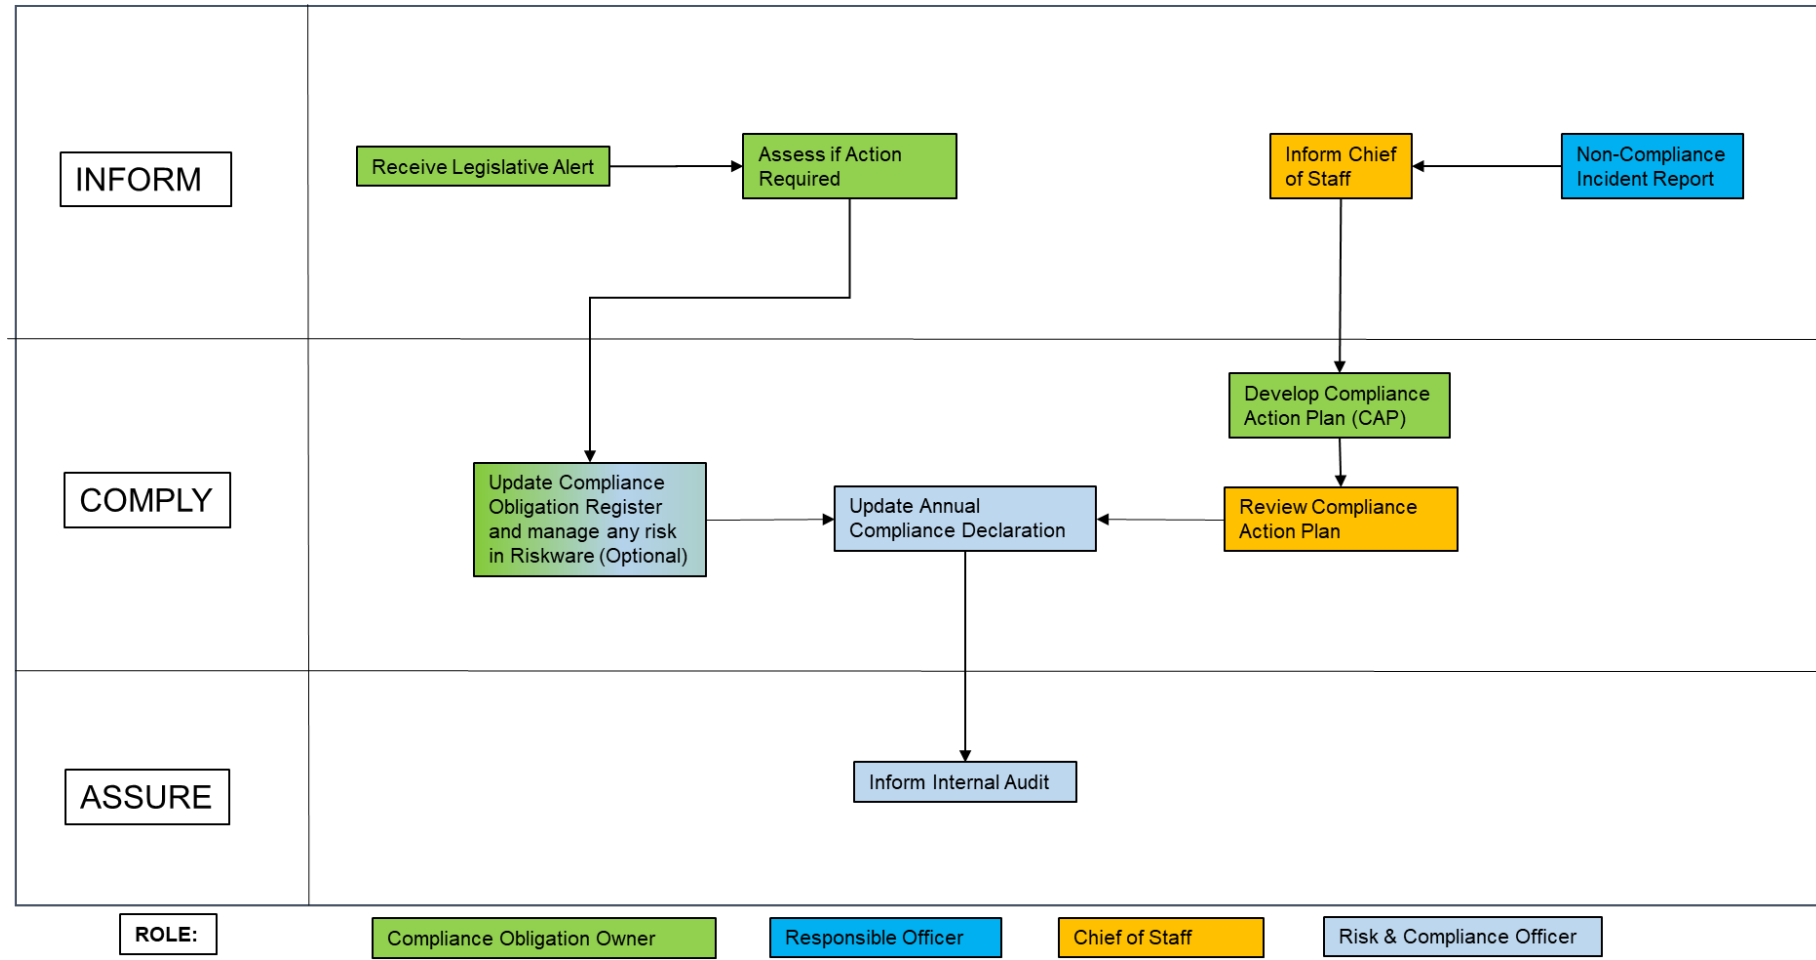 INFORM
Receive Legislative Alert
Assess if Action
Required
Inform Chief
of Staff
Non-Compliance
Incident Report
COMPLY
Develop Compliance
Action Plan (CAP)
Update Compliance
Obligation Register
and manage any risk
in Riskware (Optional)
Update Annual
Compliance Declaration
Review Compliance
Action Plan
ASSURE
Inform Internal Audit
ROLE:
Compliance Obligation Owner
Responsible Officer
Chief of Staff
Risk & Compliance Officer